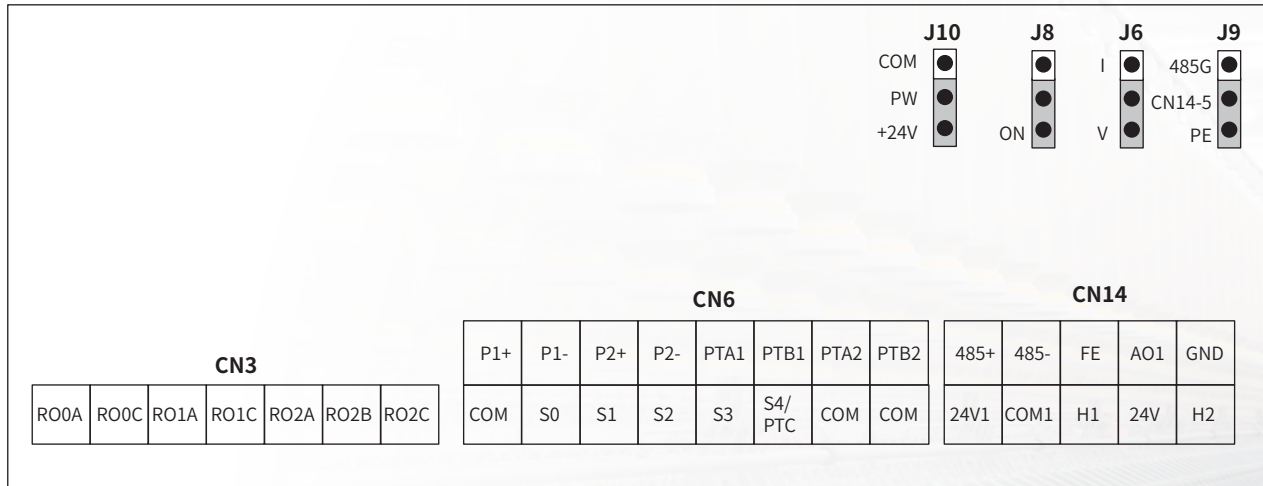 J10 J8 J6 J9
COM I 485G
PW CN14-5
+24V ON V PE
CN6 CN14
P1+ P1- P2+ P2- PTA1 PTB1 PTA2 PTB2 485+ 485- FE AO1 GND
CN3
RO0A RO0C RO1A RO1C RO2A RO2B RO2C COM S0 S1 S2 S3 S4/ PTC COM COM 24V1 COM1 H1 24V H2